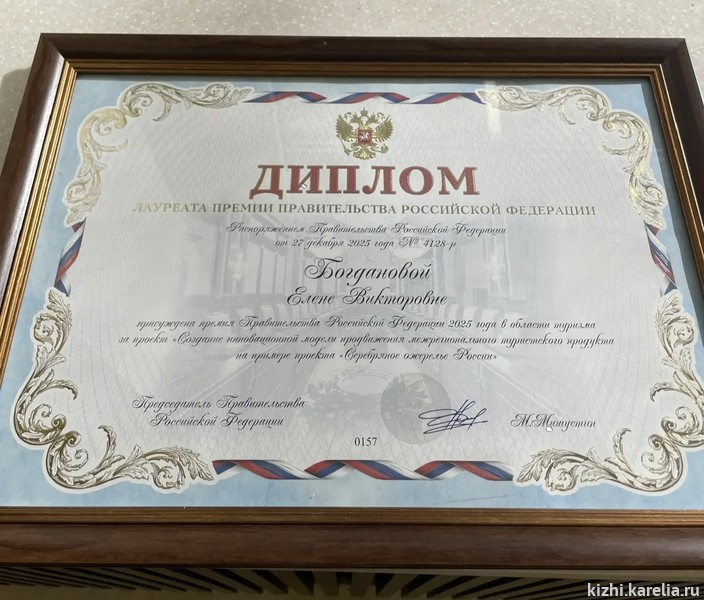 ДИПЛОМ
ЛАУРЕАТА ПРЕМИИ ПРАВИТЕЛЬСТВА РОССИЙСКОЙ ФЕДЕРАЦИИ
Распоряжением Правительства Российской Федерации
от 27 декабря 2025 года № 4128-р
Богдановой
Елене Викторовне
присуждена премия Правительства Российской Федерации 2025 года в области туризма
за проект «Создание инновационной модели продвижения межрегионального туристского продукта
на примере проекта «Серебряное ожерелье России»
Председатель Правительства
Российской Федерации
М.Мишустин
0157
kizhi.karelia.ru